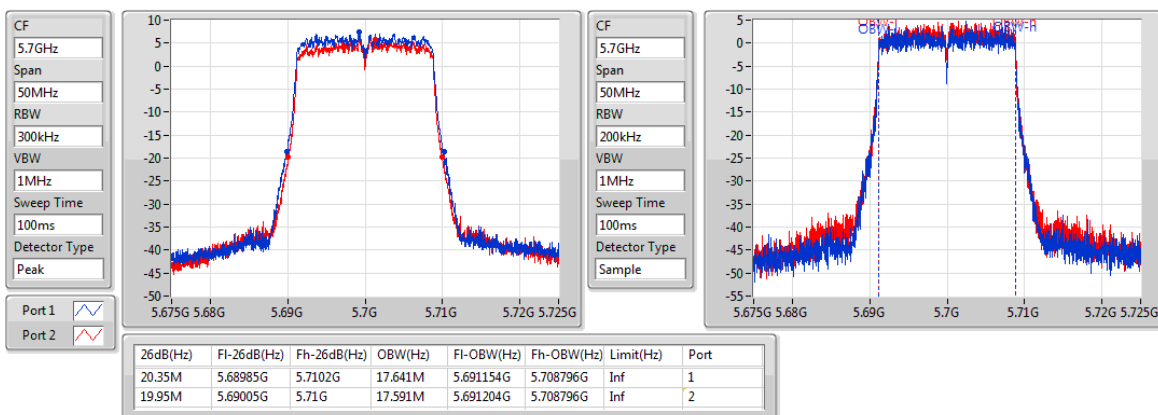 CF
5.7GHz
Span
50MHz
RBW
300kHz
VBW
1MHz
Sweep Time
100ms
Detector Type
Peak
Port 1
Port 2
10
5
0
-5
-10
-15
-20
-25
-30
-35
-40
-45
-50
5.675G 5.68G 5.69G 5.7G 5.71G 5.72G 5.725G
CF
5.7GHz
Span
50MHz
RBW
200kHz
VBW
1MHz
Sweep Time
100ms
Detector Type
Sample
5
0
-5
-10
-15
-20
-25
-30
-35
-40
-45
-50
-55
5.675G 5.68G 5.69G 5.7G 5.71G 5.72G 5.725G
26dB(Hz) Fl-26dB(Hz) Fh-26dB(Hz) OBW(Hz) Fl-OBW(Hz) Fh-OBW(Hz) Limit(Hz) Port
20.35M 5.68985G 5.7102G 17.641M 5.691154G 5.708796G Inf 1
19.95M 5.69005G 5.71G 17.591M 5.691204G 5.708796G Inf 2